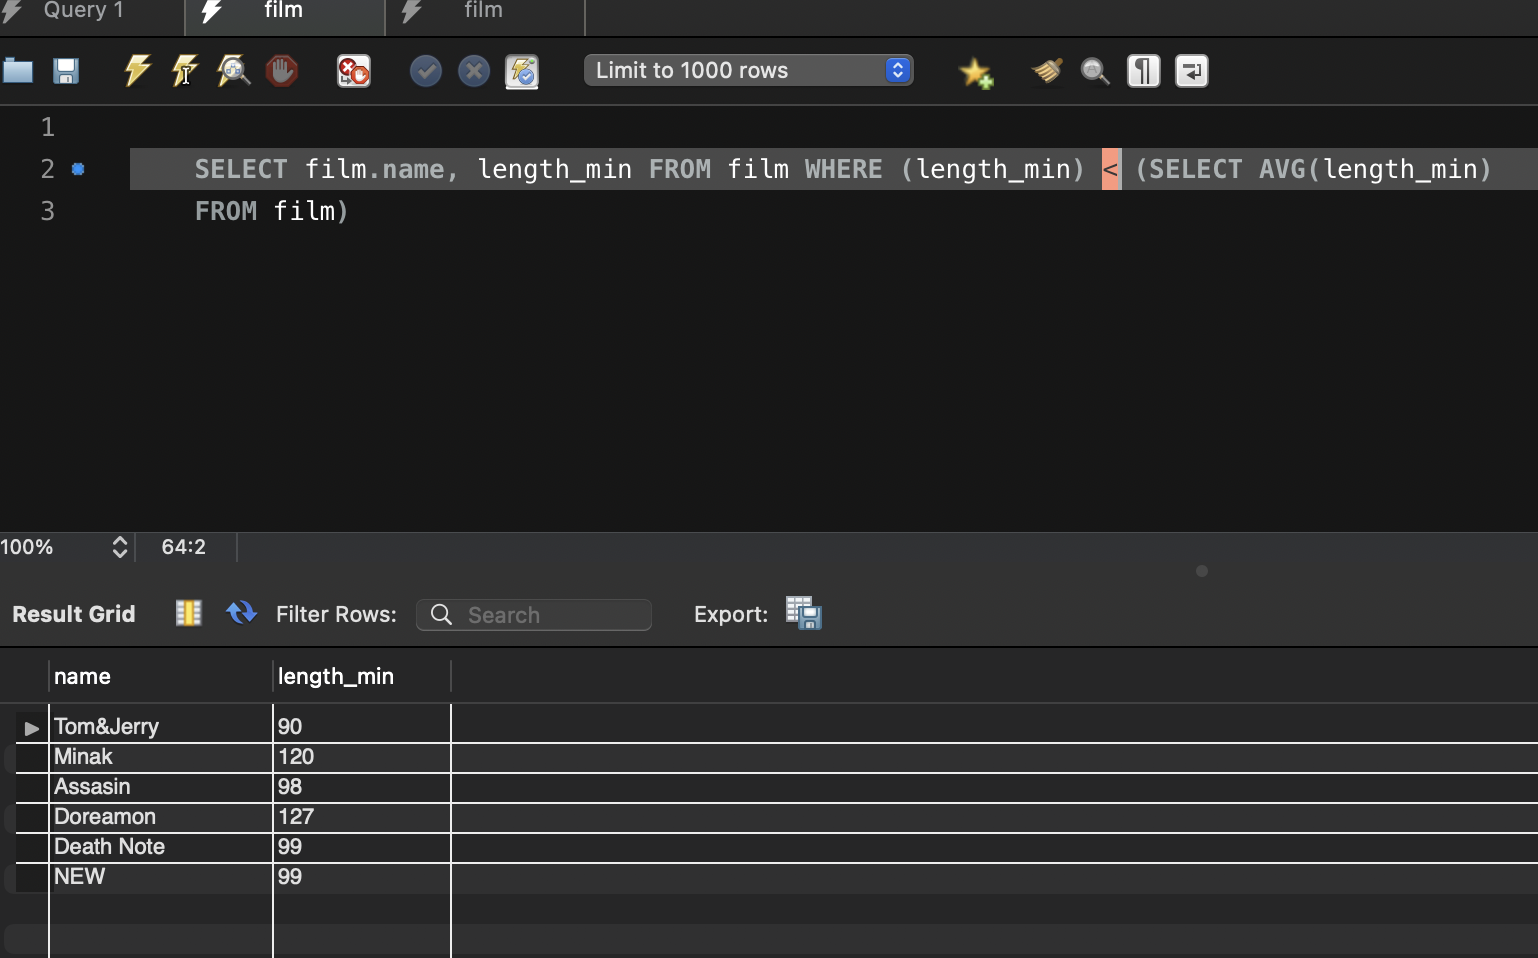 Query 1
film
film
Limit to 1000 rows
1
2 SELECT film.name, length_min FROM film WHERE (length_min) < (SELECT AVG(length_min)
3 FROM film)
100% 64:2
Result Grid Filter Rows: Search Export:
name length_min
Tom&Jerry 90
Minak 120
Assasin 98
Doreamon 127
Death Note 99
NEW 99